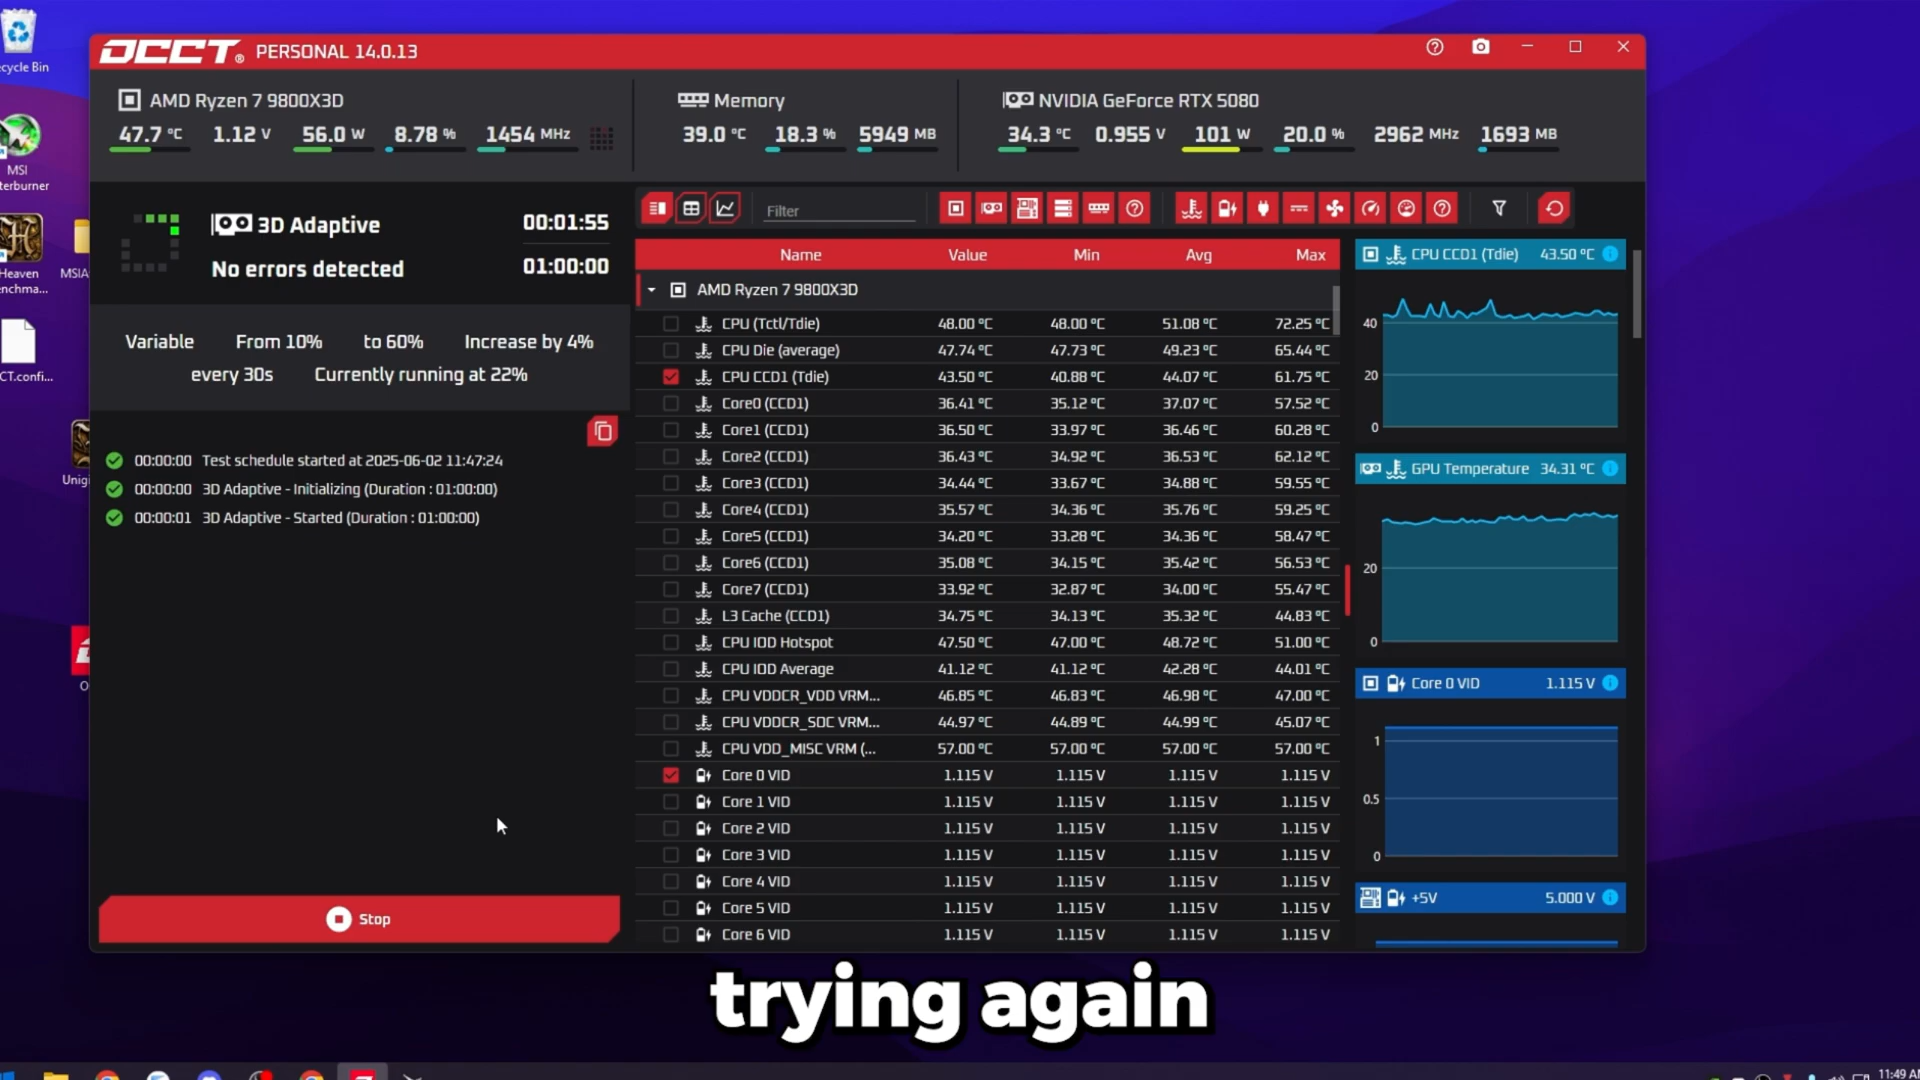 Recycle Bin
OCCT® PERSONAL 14.0.13
AMD Ryzen 7 9800X3D
47.7 °C 1.12 V 56.0 W 8.78 % 1454 MHz
Memory
39.0 °C 18.3 % 5949 MB
NVIDIA GeForce RTX 5080
34.3 °C 0.955 V 101 W 20.0 % 2962 MHz 1693 MB
MSI
terburner
Heaven
enchma...
MSIA
CT.confi...
Unigi
O
3D Adaptive 00:01:55
No errors detected 01:00:00
Variable From 10% to 60% Increase by 4%
every 30s Currently running at 22%
00:00:00 Test schedule started at 2025-06-02 11:47:24
00:00:00 3D Adaptive - Initializing (Duration : 01:00:00)
00:00:01 3D Adaptive - Started (Duration : 01:00:00)
Stop
Filter
Name Value Min Avg Max
AMD Ryzen 7 9800X3D
CPU (Tctl/Tdie) 48.00 °C 48.00 °C 51.08 °C 72.25 °C
CPU Die (average) 47.74 °C 47.73 °C 49.23 °C 65.44 °C
CPU CCD1 (Tdie) 43.50 °C 40.88 °C 44.07 °C 61.75 °C
Core0 (CCD1) 36.41 °C 35.12 °C 37.07 °C 57.52 °C
Core1 (CCD1) 36.50 °C 33.97 °C 36.46 °C 60.28 °C
Core2 (CCD1) 36.43 °C 34.92 °C 36.53 °C 62.12 °C
Core3 (CCD1) 34.44 °C 33.67 °C 34.88 °C 59.55 °C
Core4 (CCD1) 35.57 °C 34.36 °C 35.76 °C 59.25 °C
Core5 (CCD1) 34.20 °C 33.28 °C 34.36 °C 58.47 °C
Core6 (CCD1) 35.08 °C 34.15 °C 35.42 °C 56.53 °C
Core7 (CCD1) 33.92 °C 32.87 °C 34.00 °C 55.47 °C
L3 Cache (CCD1) 34.75 °C 34.13 °C 35.32 °C 44.83 °C
CPU IOD Hotspot 47.50 °C 47.00 °C 48.72 °C 51.00 °C
CPU IOD Average 41.12 °C 41.12 °C 42.28 °C 44.01 °C
CPU VDDCR_VDD VRM... 46.85 °C 46.83 °C 46.98 °C 47.00 °C
CPU VDDCR_SOC VRM... 44.97 °C 44.89 °C 44.99 °C 45.07 °C
CPU VDD_MISC VRM (... 57.00 °C 57.00 °C 57.00 °C 57.00 °C
Core 0 VID 1.115 V 1.115 V 1.115 V 1.115 V
Core 1 VID 1.115 V 1.115 V 1.115 V 1.115 V
Core 2 VID 1.115 V 1.115 V 1.115 V 1.115 V
Core 3 VID 1.115 V 1.115 V 1.115 V 1.115 V
Core 4 VID 1.115 V 1.115 V 1.115 V 1.115 V
Core 5 VID 1.115 V 1.115 V 1.115 V 1.115 V
Core 6 VID 1.115 V 1.115 V 1.115 V 1.115 V
CPU CCD1 (Tdie) 43.50 °C
40
20
0
GPU Temperature 34.31 °C
20
0
Core 0 VID 1.115 V
1
0.5
0
+5V 5.000 V
trying again
11:49 AM